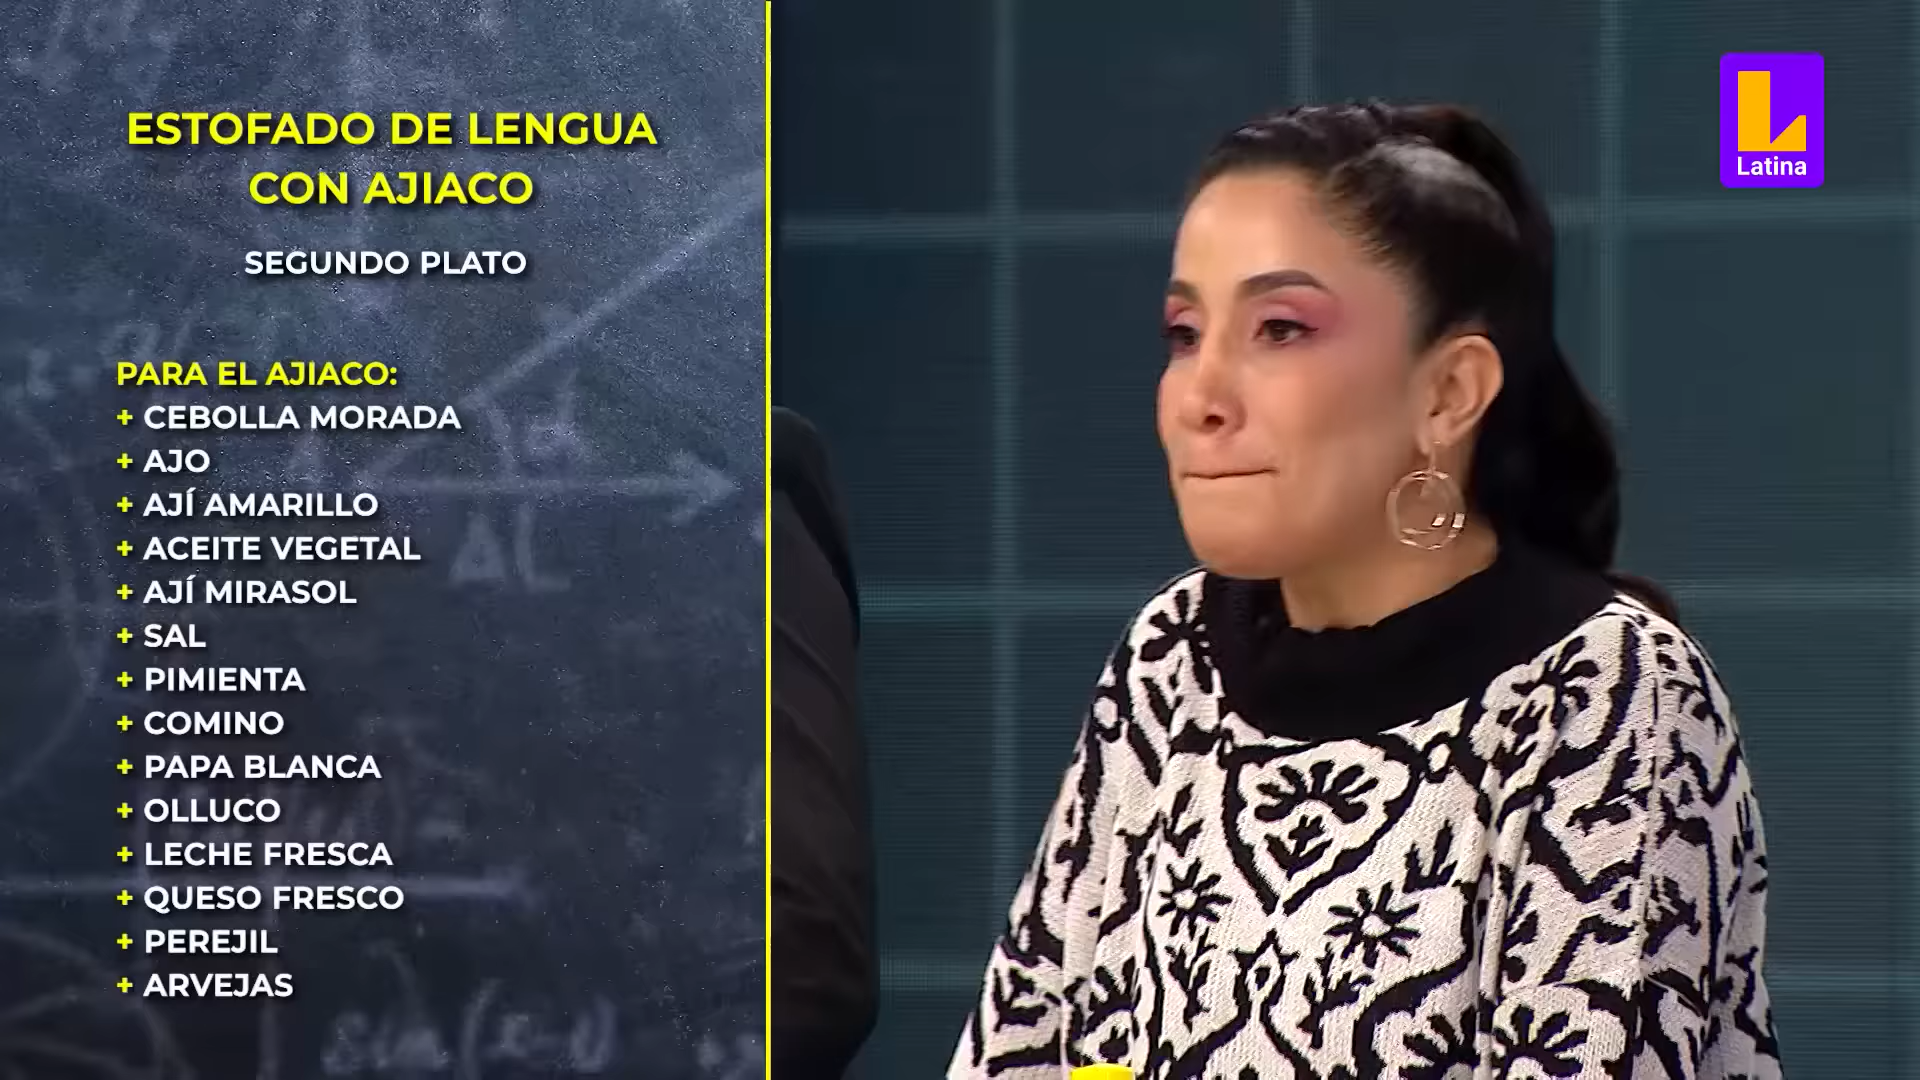 ESTOFADO DE LENGUA
CON AJIACO
SEGUNDO PLATO
PARA EL AJIACO:
+ CEBOLLA MORADA
+ AJO
+ AJÍ AMARILLO
+ ACEITE VEGETAL
+ AJÍ MIRASOL
+ SAL
+ PIMIENTA
+ COMINO
+ PAPA BLANCA
+ OLLUCO
+ LECHE FRESCA
+ QUESO FRESCO
+ PEREJIL
+ ARVEJAS
Latina